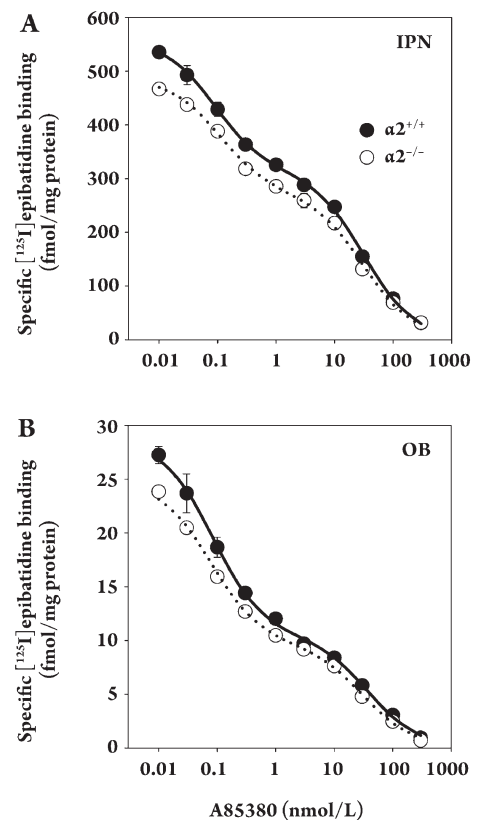 A
IPN
600
500
400
300
200
100
0
Specific [¹²⁵I]epibatidine binding
(fmol/mg protein)
α2⁺/⁺
α2⁻/⁻
0.01 0.1 1 10 100 1000
B
OB
30
25
20
15
10
5
0
Specific [¹²⁵I]epibatidine binding
(fmol/mg protein)
0.01 0.1 1 10 100 1000
A85380 (nmol/L)